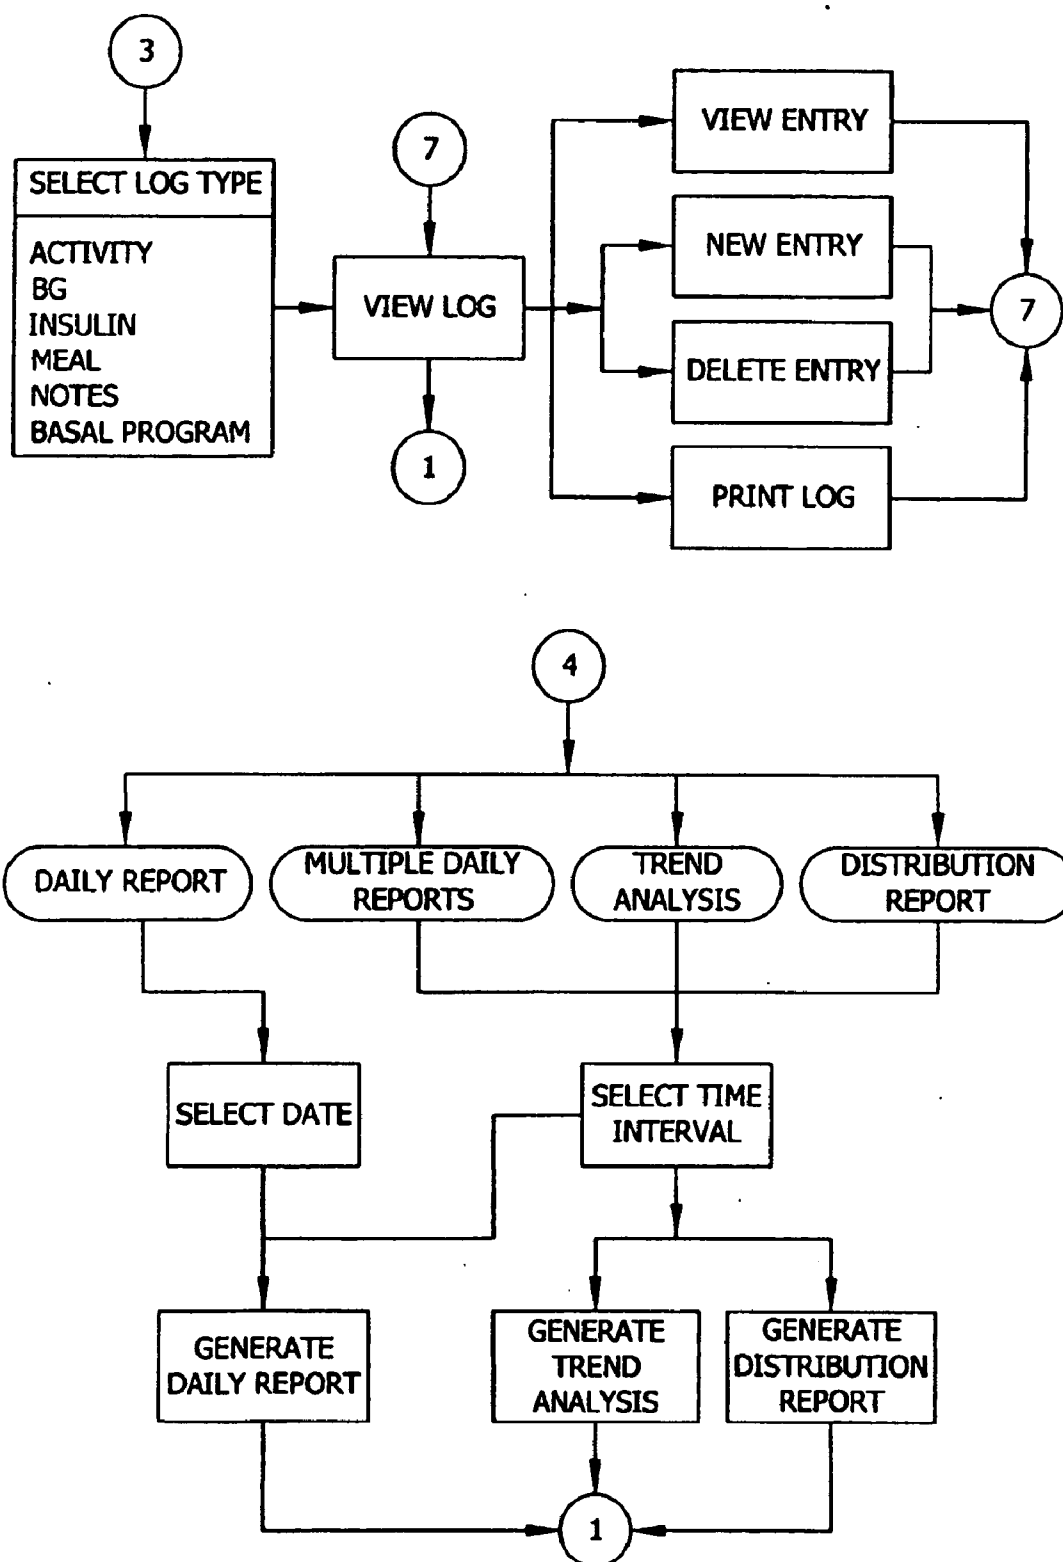 3
SELECT LOG TYPE
ACTIVITY
BG
INSULIN
MEAL
NOTES
BASAL PROGRAM
7
VIEW LOG
1
VIEW ENTRY
NEW ENTRY
DELETE ENTRY
PRINT LOG
7
4
DAILY REPORT
MULTIPLE DAILY
REPORTS
TREND
ANALYSIS
DISTRIBUTION
REPORT
SELECT DATE
SELECT TIME
INTERVAL
GENERATE
DAILY REPORT
GENERATE
TREND
ANALYSIS
GENERATE
DISTRIBUTION
REPORT
1